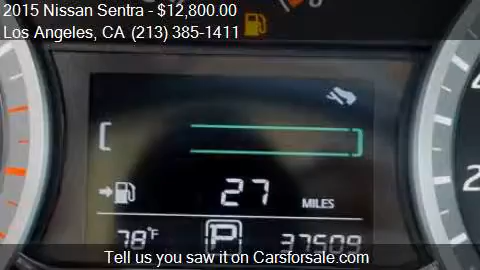 2015 Nissan Sentra - $12,800.00
Los Angeles, CA (213) 385-1411
27 MILES
78°F P 37509
2
Tell us you saw it on Carsforsale.com